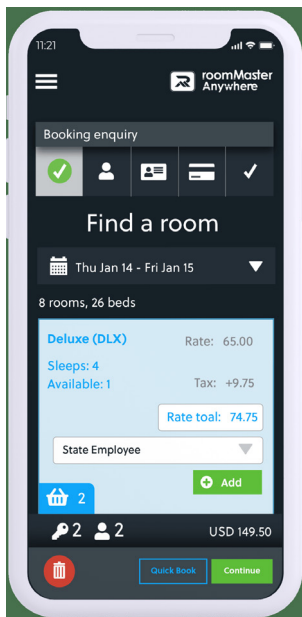 11:21
roomMaster
Anywhere
Booking enquiry
Find a room
Thu Jan 14 - Fri Jan 15
8 rooms, 26 beds
Deluxe (DLX)
Rate: 65.00
Sleeps: 4
Available: 1
Tax: +9.75
Rate toal: 74.75
State Employee
Add
2
2 2 USD 149.50
Quick Book
Continue